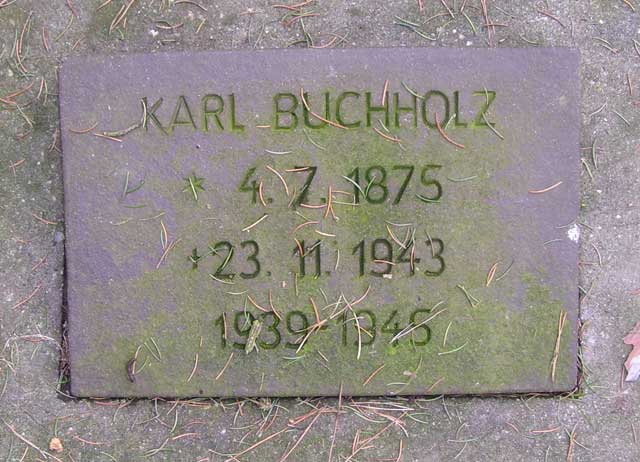 KARL BUCHHOLZ
* 4. 7. 1875
† 23. 11. 1943
1939-1945